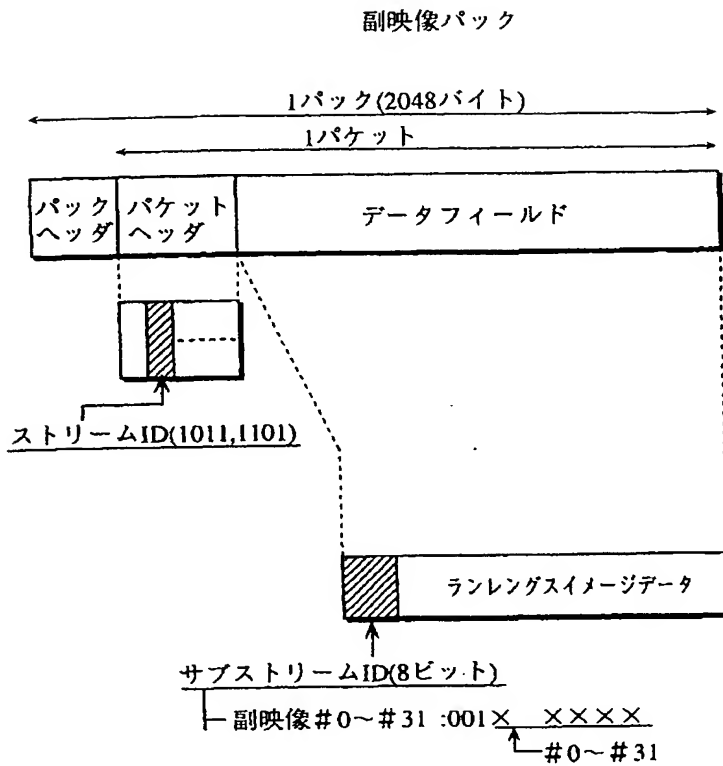 副映像パック
1パック(2048バイト)
1パケット
パック
ヘッダ
パケット
ヘッダ
データフィールド
ストリームID(1011,1101)
ランレングスイメージデータ
サブストリームID(8ビット)
副映像#0〜#31 :001× ××××
#0〜#31